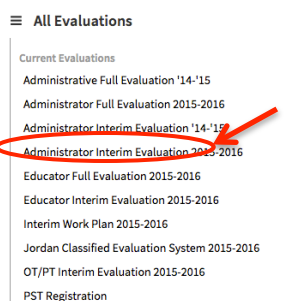 All Evaluations
Current Evaluations
Administrative Full Evaluation '14-'15
Administrator Full Evaluation 2015-2016
Administrator Interim Evaluation '14-'15
Administrator Interim Evaluation 2015-2016
Educator Full Evaluation 2015-2016
Educator Interim Evaluation 2015-2016
Interim Work Plan 2015-2016
Jordan Classified Evaluation System 2015-2016
OT/PT Interim Evaluation 2015-2016
PST Registration